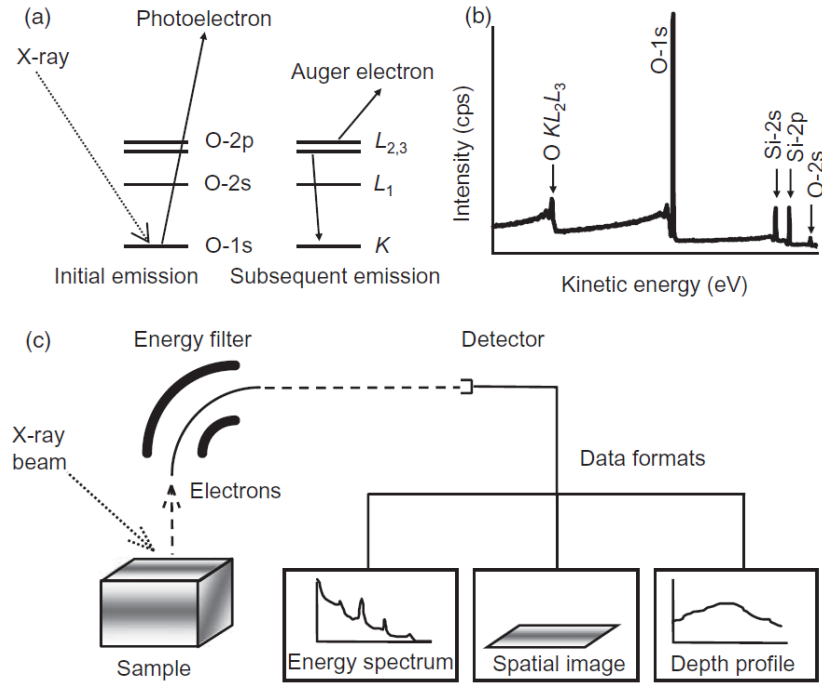 (a)
Photoelectron
X-ray
Auger electron
O-2p
L2,3
O-2s
L1
O-1s
K
Initial emission
Subsequent emission
(b)
Intensity (cps)
O KL2L3
O-1s
Si-2s
Si-2p
O-2s
Kinetic energy (eV)
(c)
Energy filter
Detector
X-ray
beam
Electrons
Data formats
Sample
Energy spectrum
Spatial image
Depth profile